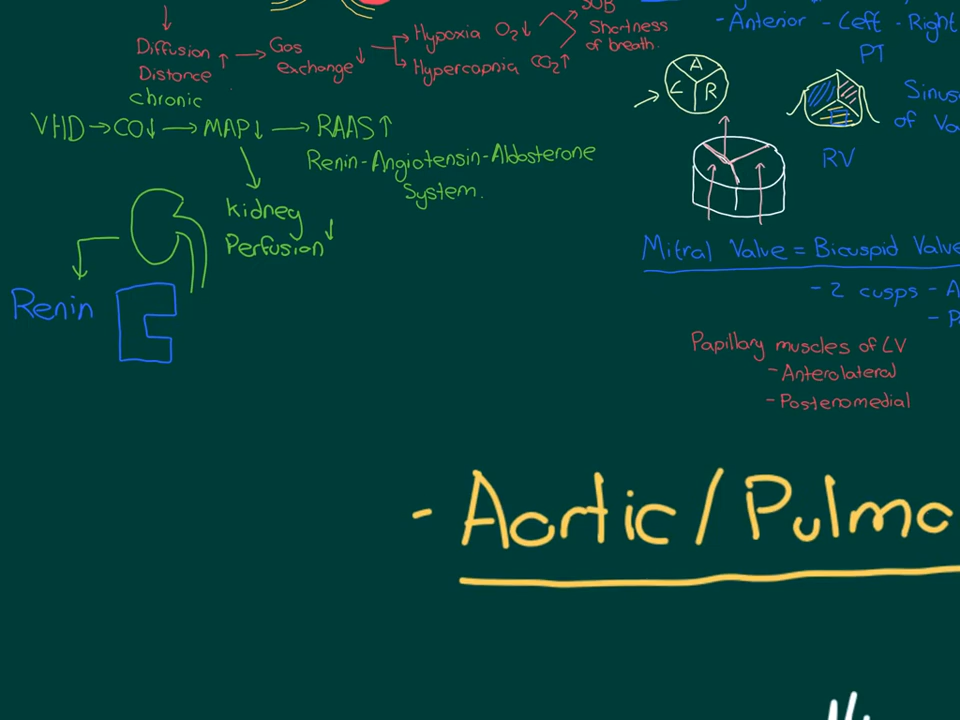 SOB
Shortness
of breath.
Hypoxia O₂↓
Hypercapnia CO₂↑
Diffusion
Distance ↑ → Gas
exchange ↓
chronic
VHD → CO↓ → MAP↓ → RAAS↑
Renin-Angiotensin-Aldosterone
System.
Kidney
Perfusion ↓
Renin
- Anterior - Left - Right
PT
A
L R
Sinus
of Va
RV
Mitral Valve = Bicuspid Valve
- 2 cusps - A
- P
Papillary muscles of LV
- Anterolateral
- Posteromedial
- Aortic/Pulmo